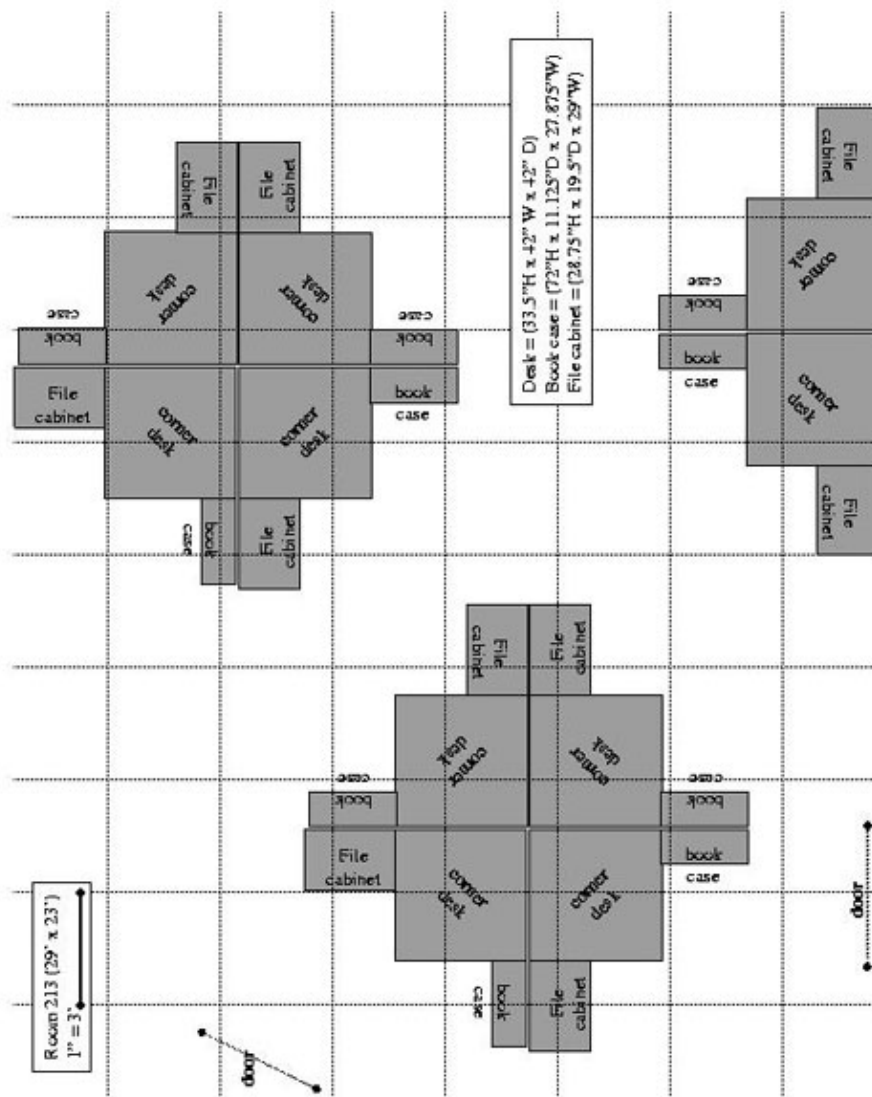 File
cabinet
File
cabinet
book
case
File
cabinet
corner
desk
corner
desk
corner
desk
corner
desk
book
case
book
case
book
case
File
cabinet
Desk = (33.5"H x 42" W x 42" D)
Book case = (72"H x 11.125"D x 27.875"W)
File cabinet = (28.75"H x 19.5"D x 29"W)
File
cabinet
corner
desk
book
case
book
case
corner
desk
File
cabinet
File
cabinet
File
cabinet
corner
desk
corner
desk
book
case
File
cabinet
book
case
book
case
corner
desk
corner
desk
book
case
File
cabinet
Room 213 (29' x 23')
1" = 3'
door
door